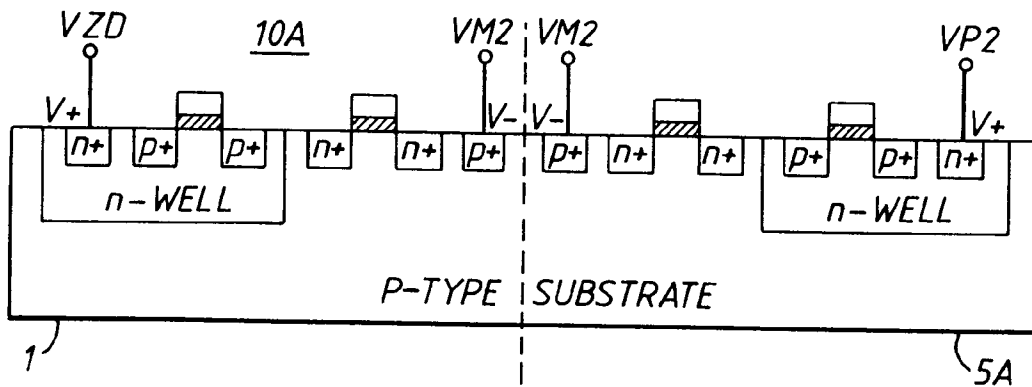 VZD 10A VM2 VM2 VP2
V+ V- V- V+
n+ p+ p+ n+ n+ p+ p+ n+ n+ p+ p+ n+
n-WELL n-WELL
P-TYPE SUBSTRATE
1 5A